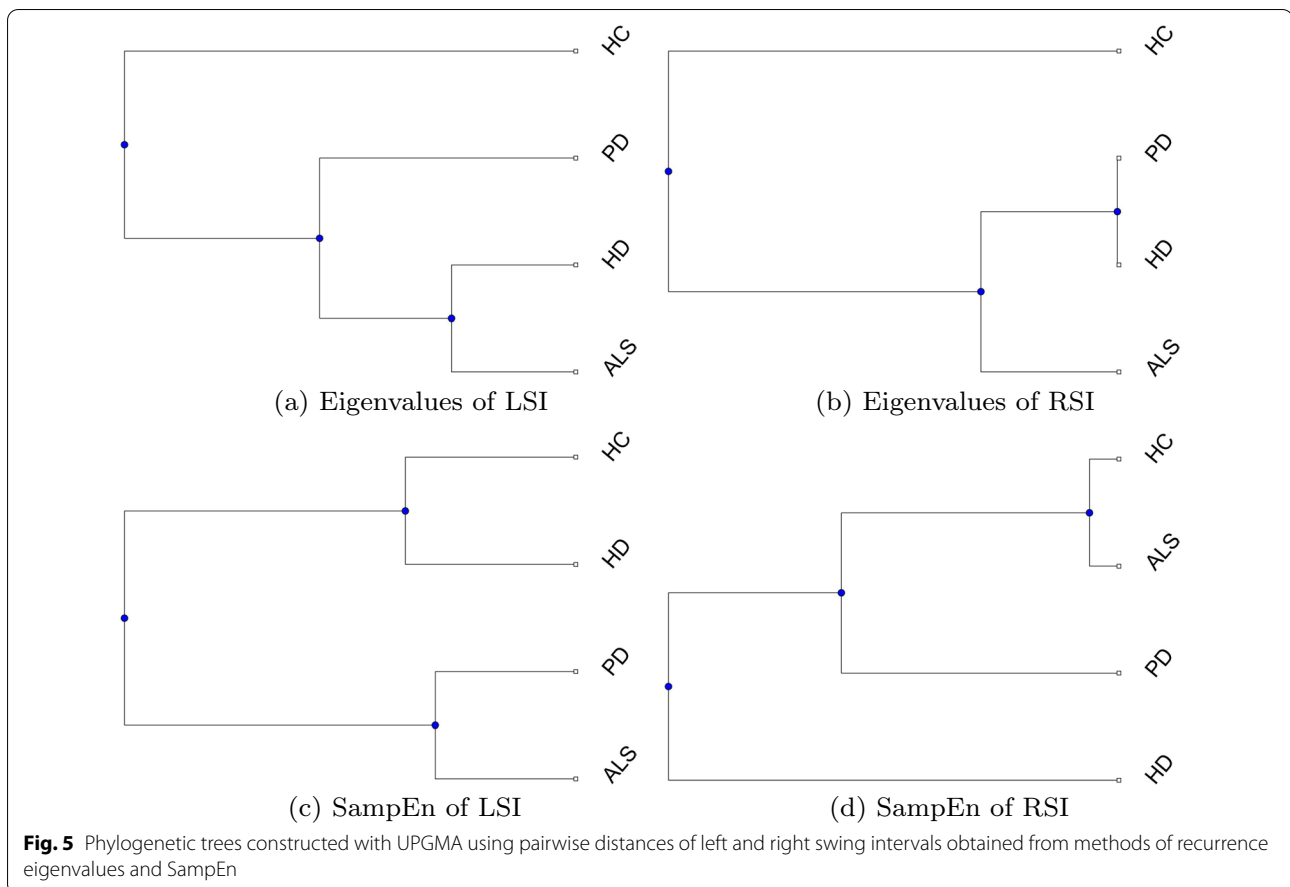 HC
PD
HD
ALS
(a) Eigenvalues of LSI
HC
PD
HD
ALS
(b) Eigenvalues of RSI
HC
HD
PD
ALS
(c) SampEn of LSI
HC
ALS
PD
HD
(d) SampEn of RSI
Fig. 5 Phylogenetic trees constructed with UPGMA using pairwise distances of left and right swing intervals obtained from methods of recurrence
eigenvalues and SampEn